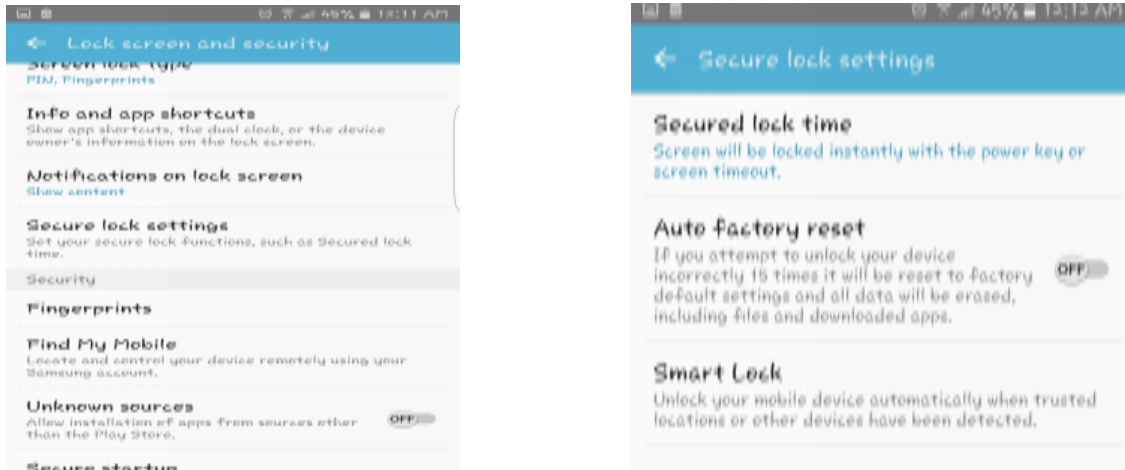 45% 12:11 AM
Lock screen and security
Screen lock type
PIN, Fingerprints
Info and app shortcuts
Show app shortcuts, the dual clock, or the device
owner's information on the lock screen.
Notifications on lock screen
Show content
Secure lock settings
Set your secure lock functions, such as Secured lock
time.
Security
Fingerprints
Find My Mobile
Locate and control your device remotely using your
Samsung account.
Unknown sources
Allow installation of apps from sources other
than the Play Store.
OFF
Secure startup
45% 12:12 AM
Secure lock settings
Secured lock time
Screen will be locked instantly with the power key or
screen timeout.
Auto factory reset
If you attempt to unlock your device
incorrectly 15 times it will be reset to factory
default settings and all data will be erased,
including files and downloaded apps.
OFF
Smart Lock
Unlock your mobile device automatically when trusted
locations or other devices have been detected.